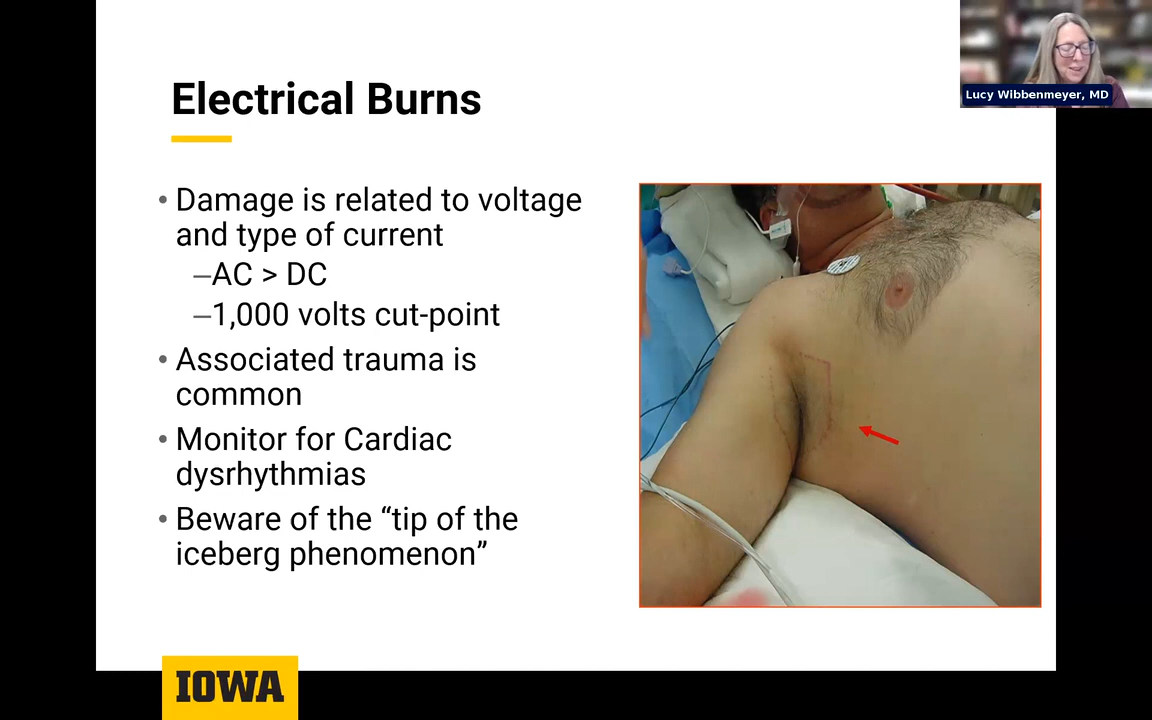 Lucy Wibbenmeyer, MD
Electrical Burns
• Damage is related to voltage
and type of current
–AC > DC
–1,000 volts cut-point
• Associated trauma is
common
• Monitor for Cardiac
dysrhythmias
• Beware of the “tip of the
iceberg phenomenon”
IOWA